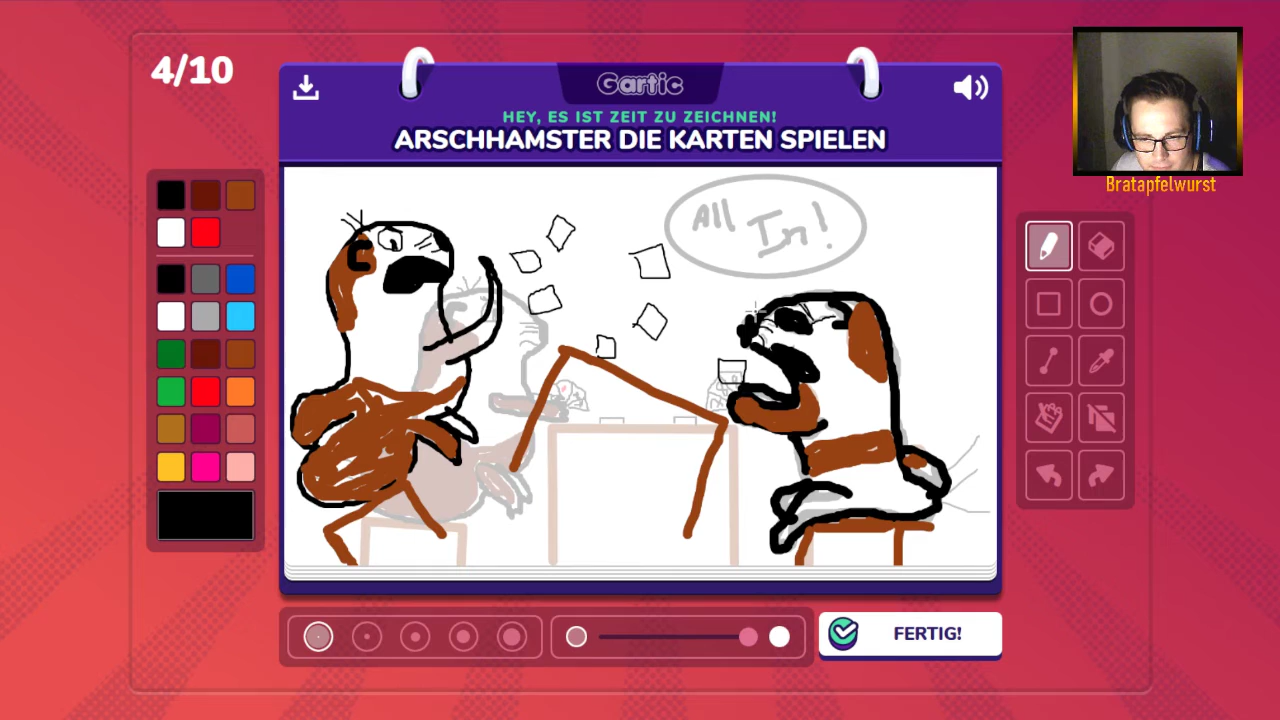 4/10
Gartic
HEY, ES IST ZEIT ZU ZEICHNEN!
ARSCHHAMSTER DIE KARTEN SPIELEN
Bratapfelwurst
All
In!
FERTIG!